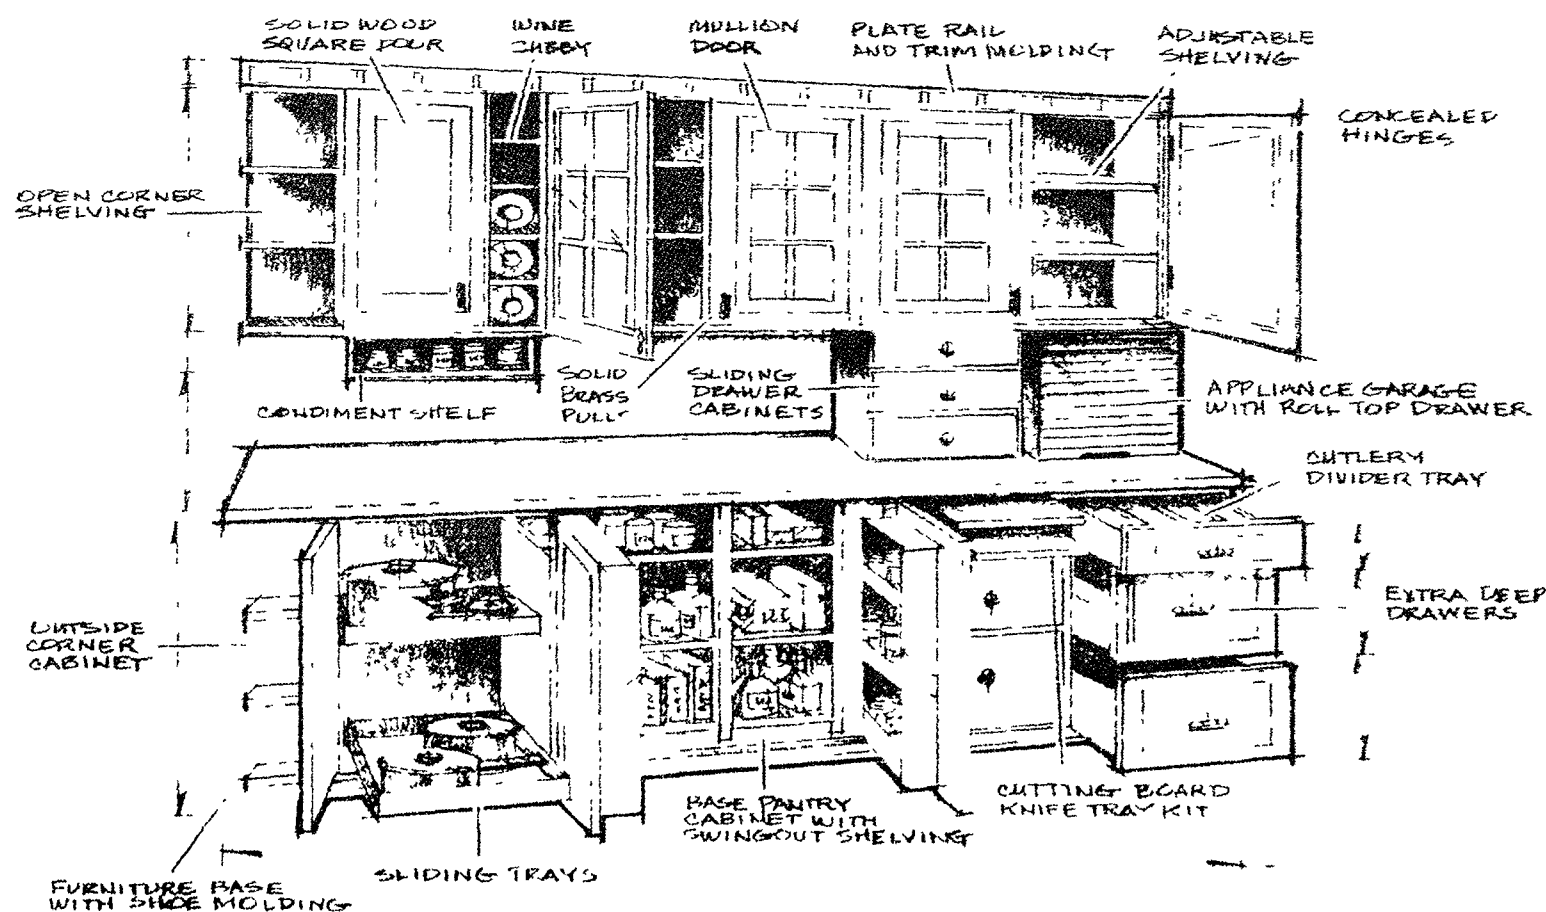 SOLID WOOD
SQUARE DOOR
WINE
CUBBY
MULLION
DOOR
PLATE RAIL
AND TRIM MOLDING
ADJUSTABLE
SHELVING
CONCEALED
HINGES
OPEN CORNER
SHELVING
SOLID
BRASS
PULL
SLIDING
DRAWER
CABINETS
CONDIMENT SHELF
APPLIANCE GARAGE
WITH ROLL TOP DRAWER
CUTLERY
DIVIDER TRAY
EXTRA DEEP
DRAWERS
OUTSIDE
CORNER
CABINET
BASE PANTRY
CABINET WITH
SWINGOUT SHELVING
CUTTING BOARD
KNIFE TRAY KIT
SLIDING TRAYS
FURNITURE BASE
WITH SHOE MOLDING